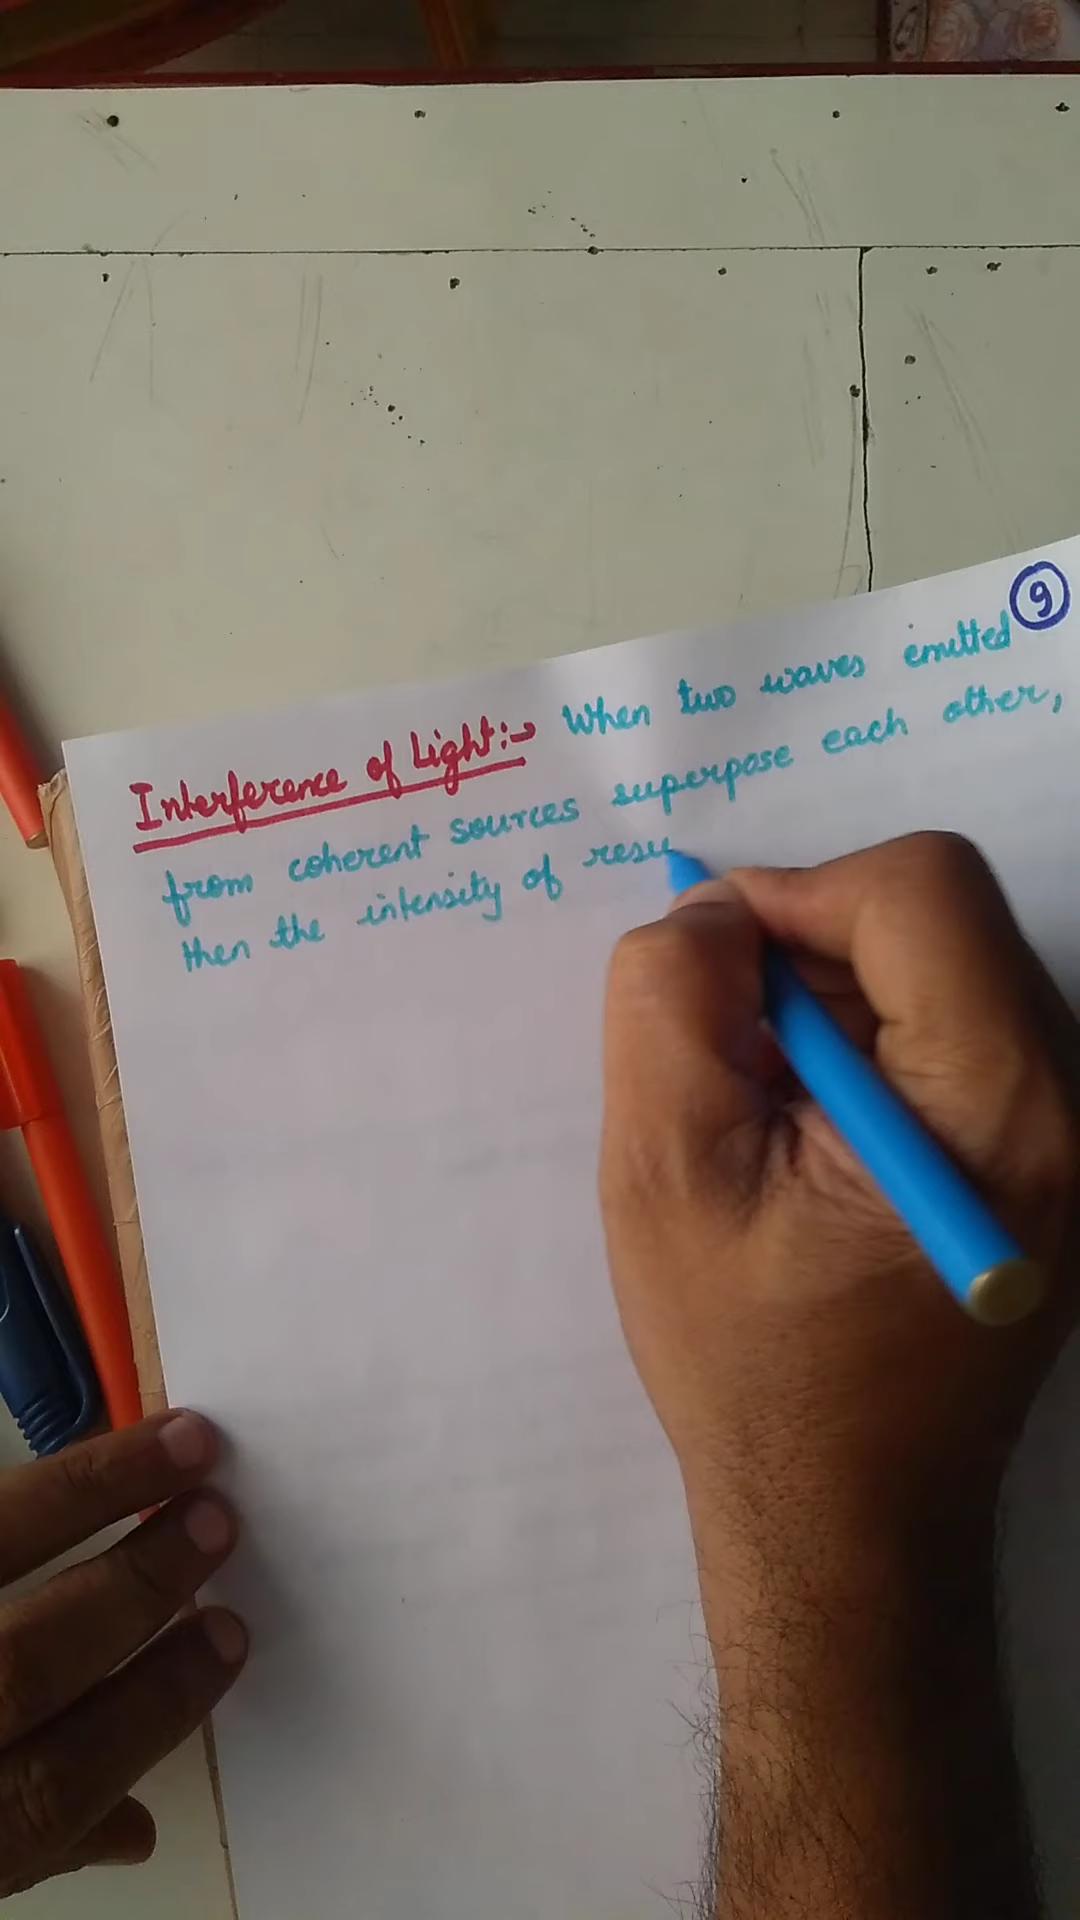 9
Interference of Light:→ When two waves emitted
from coherent sources superpose each other,
then the intensity of resu